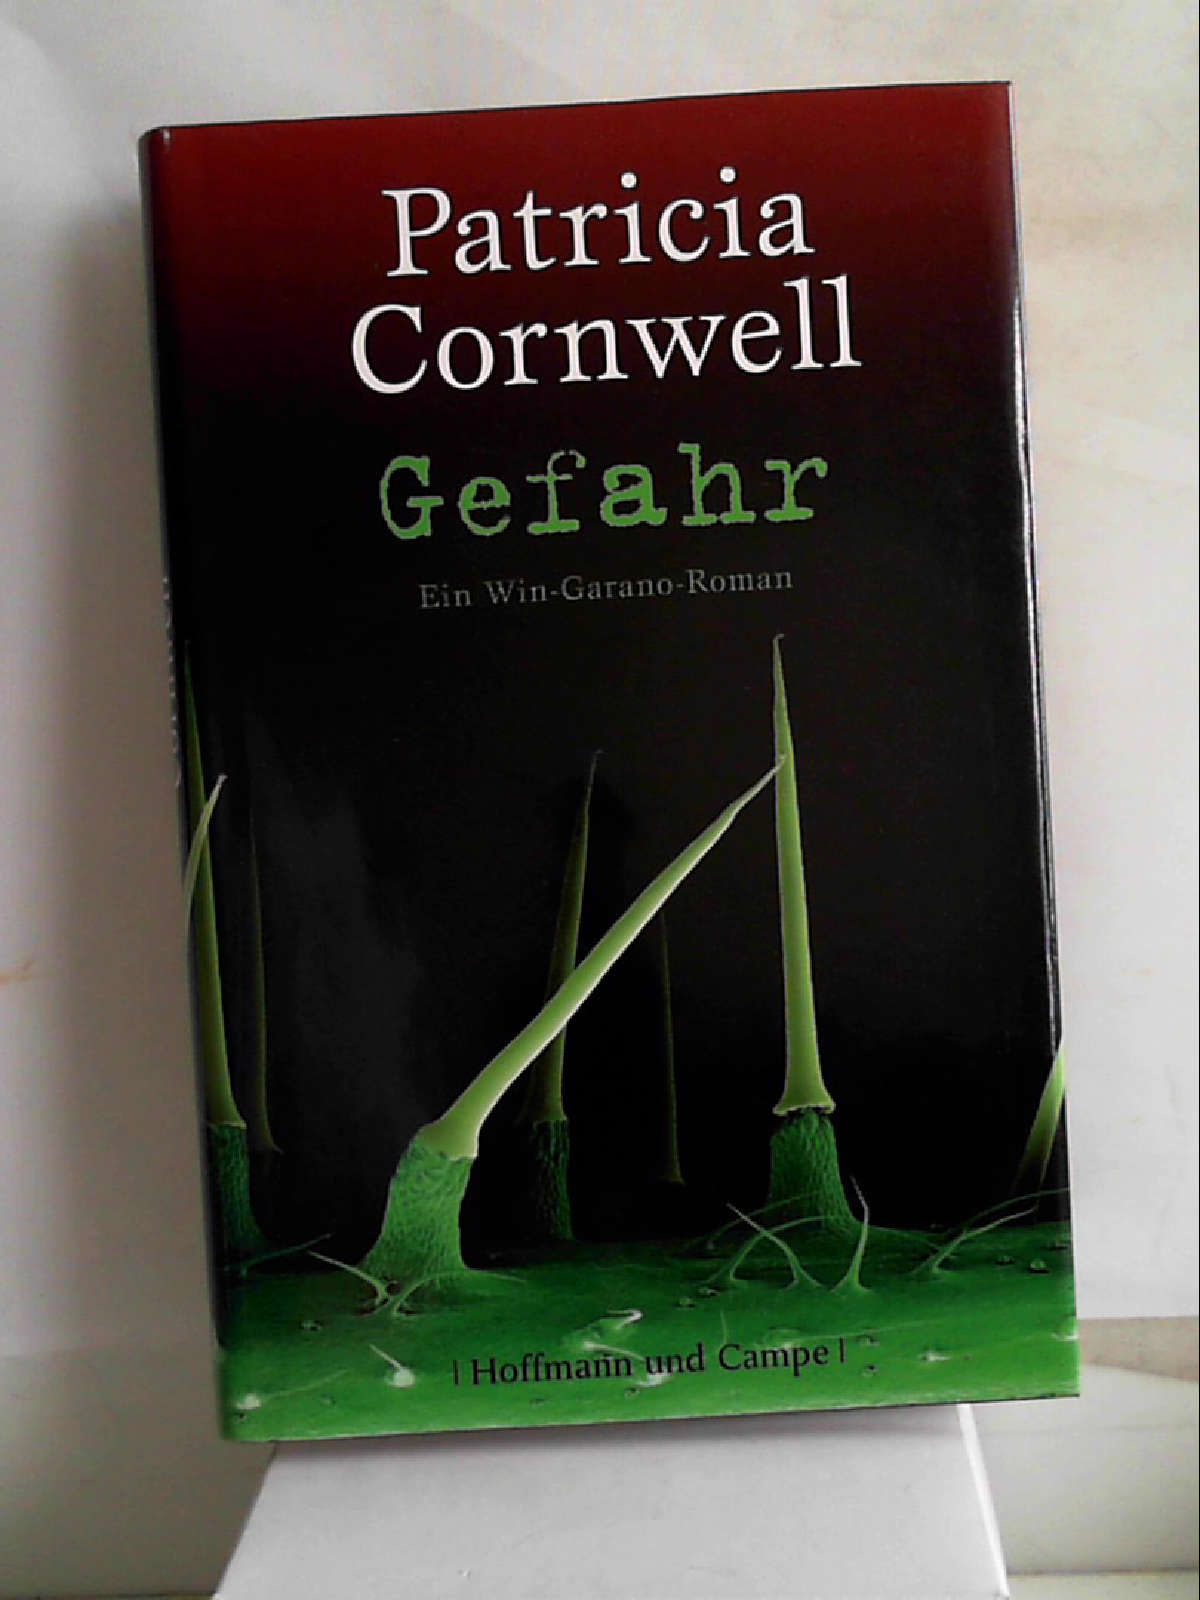 Patricia
Cornwell
Gefahr
Ein Win-Garano-Roman
| Hoffmann und Campe |